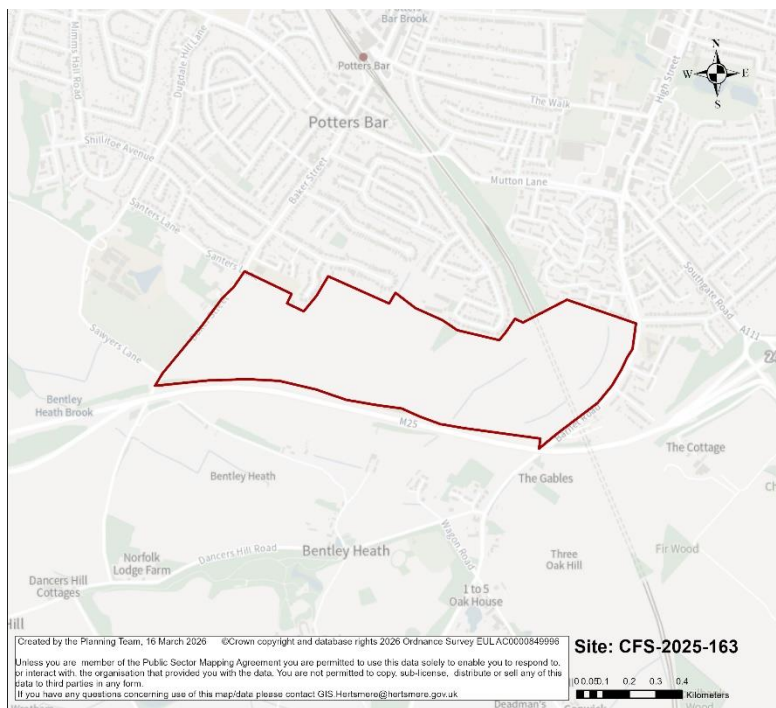 Potters
Bar Brook
Mimms Hall Road
Dugdale Hill Lane
Potters Bar
High Street
The Walk
N
W E
S
Potters Bar
Shillitoe Avenue
Baker Street
Mutton Lane
Santers Lane
Santers
Southgate Road
A111
Sawyers Lane
Bentley
Heath Brook
M25
Barnet Road
The Cottage
Bentley Heath
The Gables
Norfolk
Lodge Farm
Dancers Hill Road
Bentley Heath
Wagon Road
Three
Oak Hill
Fir Wood
Dancers Hill
Cottages
1 to 5
Oak House
Hill
Created by the Planning Team, 16 March 2026 ©Crown copyright and database rights 2026 Ordnance Survey EUL AC0000849996
Unless you are member of the Public Sector Mapping Agreement you are permitted to use this data solely to enable you to respond to,
or interact with, the organisation that provided you with the data. You are not permitted to copy, sub-license, distribute or sell any of this
data to third parties in any form.
If you have any questions concerning use of this map/data please contact GIS.Hertsmere@hertsmere.gov.uk
Site: CFS-2025-163
0 0.05 0.1 0.2 0.3 0.4
Kilometers
Deadman's